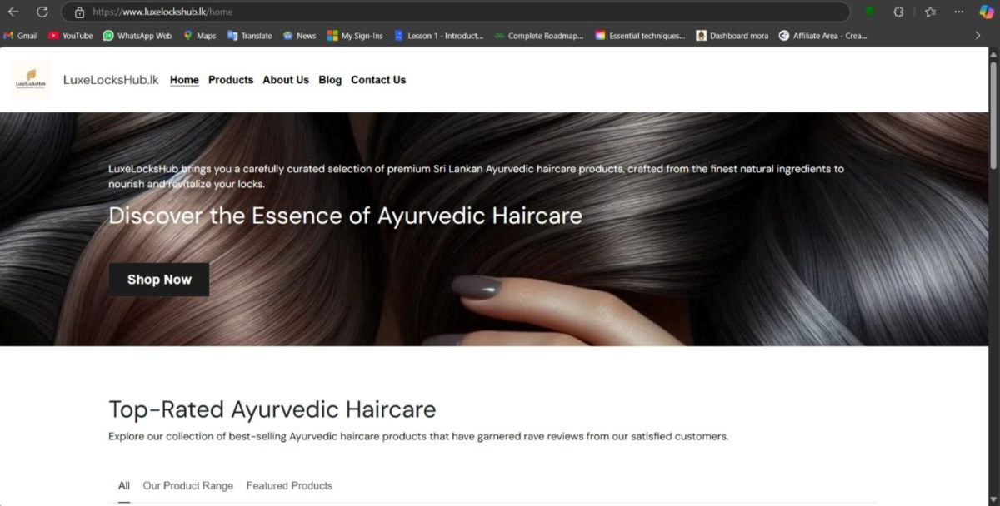 https://www.luxelockshub.lk/home
Gmail YouTube WhatsApp Web Maps Translate News My Sign-Ins Lesson 1 - Introduct... Complete Roadmap... Essential techniques... Dashboard mora Affiliate Area - Crea...
LuxeLocksHub
LuxeLocksHub.lk Home Products About Us Blog Contact Us
LuxeLocksHub brings you a carefully curated selection of premium Sri Lankan Ayurvedic haircare products, crafted from the finest natural ingredients to
nourish and revitalize your locks.
Discover the Essence of Ayurvedic Haircare
Shop Now
Top-Rated Ayurvedic Haircare
Explore our collection of best-selling Ayurvedic haircare products that have garnered rave reviews from our satisfied customers.
All Our Product Range Featured Products